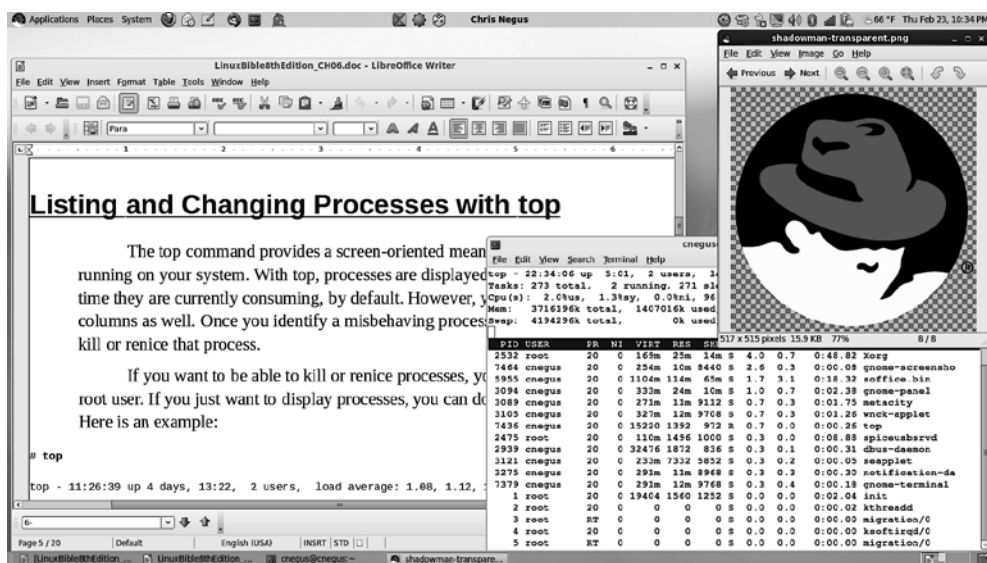 Applications Places System Chris Negus 66 °F Thu Feb 23, 10:34 PM
LinuxBible8thEdition_CH06.doc - LibreOffice Writer
File Edit View Insert Format Table Tools Window Help
Para
1 2 3 4 5 6
Listing and Changing Processes with top
The top command provides a screen-oriented mean
running on your system. With top, processes are displayed
time they are currently consuming, by default. However, y
columns as well. Once you identify a misbehaving proces
kill or renice that process.
If you want to be able to kill or renice processes, yo
root user. If you just want to display processes, you can do
Here is an example:
# top
top - 11:26:39 up 4 days, 13:22, 2 users, load average: 1.08, 1.12,
6-
Page 5 / 20 Default English (USA) INSRT STD
shadowman-transparent.png
File Edit View Image Go Help
Previous Next
®
517 x 515 pixels 15.9 KB 77% 8 / 8
cnegus
File Edit View Search Terminal Help
top - 22:34:06 up 5:01, 2 users,
Tasks: 273 total, 2 running, 271 sl
Cpu(s): 2.0%us, 1.3%sy, 0.0%ni, 96
Mem: 3716196k total, 1407016k used
Swap: 4194296k total, 0k used
PID USER PR NI VIRT RES
2532 root 20 0 169m 25m 14m S 4.0 0.7 0:48.82 Xorg
7464 cnegus 20 0 254m 10m 8440 S 2.6 0.3 0:00.08 gnome-screensho
5955 cnegus 20 0 1104m 114m 65m S 1.7 3.1 0:18.32 soffice.bin
3094 cnegus 20 0 333m 24m 10m S 1.0 0.7 0:02.38 gnome-panel
3089 cnegus 20 0 271m 11m 9112 S 0.7 0.3 0:01.75 metacity
3105 cnegus 20 0 327m 12m 9708 S 0.7 0.3 0:01.26 wnck-applet
7436 cnegus 20 0 15220 1392 972 R 0.7 0.0 0:00.26 top
2475 root 20 0 110m 1496 1000 S 0.3 0.0 0:08.88 spiceusbsrvd
2939 cnegus 20 0 32476 1872 836 S 0.3 0.1 0:00.31 dbus-daemon
3121 cnegus 20 0 233m 7332 5852 S 0.3 0.2 0:00.05 seapplet
3275 cnegus 20 0 291m 11m 8968 S 0.3 0.3 0:00.30 notification-da
7379 cnegus 20 0 291m 12m 9768 S 0.3 0.4 0:00.18 gnome-terminal
1 root 20 0 19404 1560 1252 S 0.0 0.0 0:02.04 init
2 root 20 0 0 0 0 S 0.0 0.0 0:00.02 kthreadd
3 root RT 0 0 0 0 S 0.0 0.0 0:00.00 migration/0
4 root 20 0 0 0 0 S 0.0 0.0 0:00.00 ksoftirqd/0
5 root RT 0 0 0 0 S 0.0 0.0 0:00.00 migration/0
[LinuxBible8thEdition ... LinuxBible8thEdition ... cnegus@cnegus:~ shadowman-transpare...